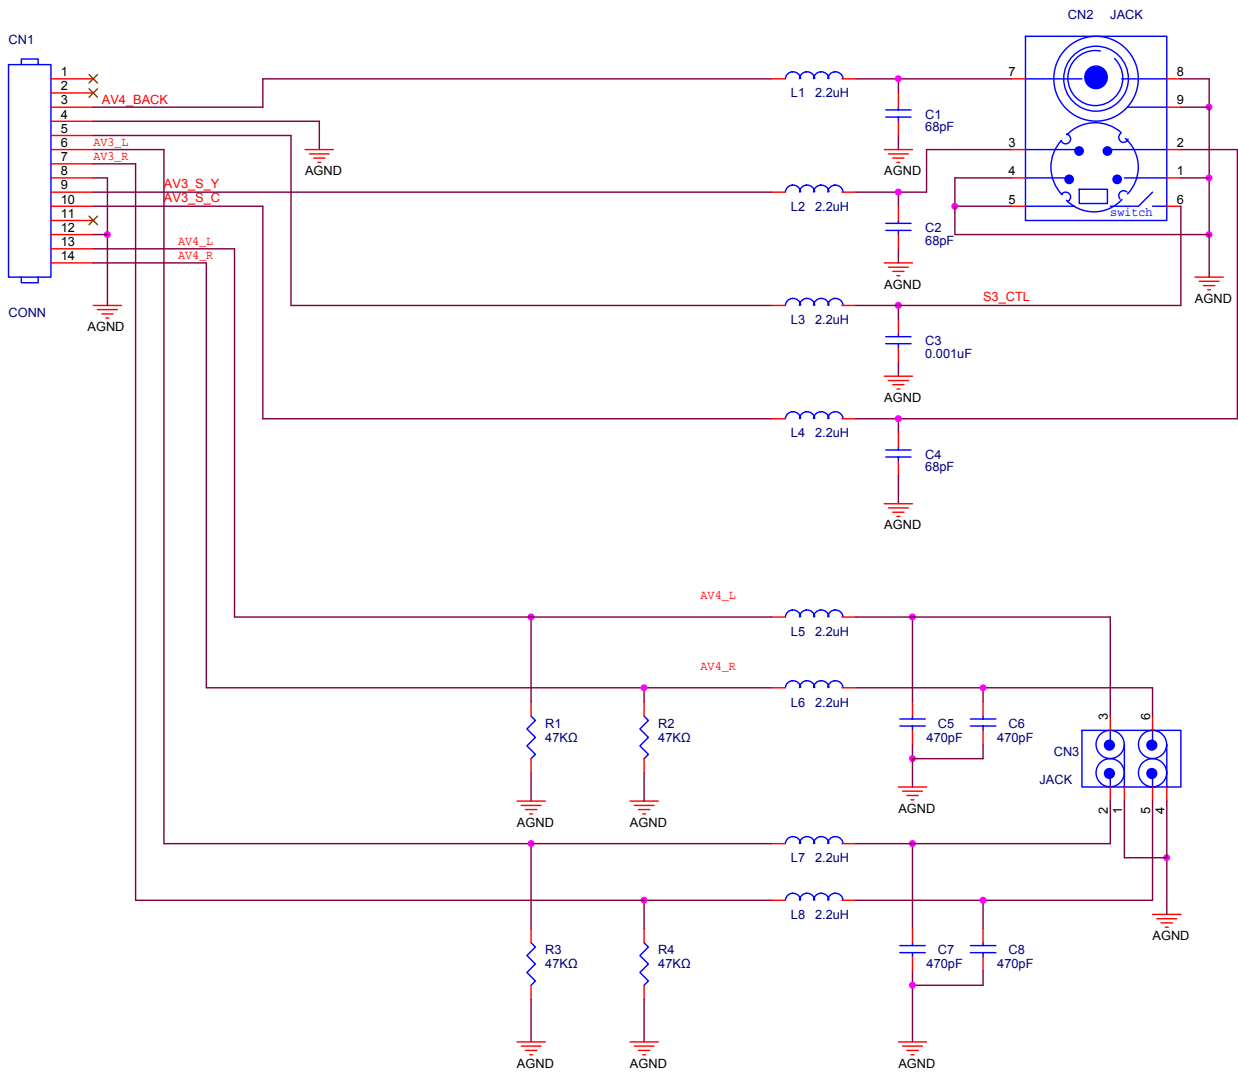 CN2 JACK
CN1
1
2
3 AV4_BACK
4
5
6 AV3_L
7 AV3_R
8
9 AV3_S_Y
10 AV3_S_C
11
12
13 AV4_L
14 AV4_R
CONN
AGND
AGND
L1 2.2uH
C1
68pF
AGND
L2 2.2uH
C2
68pF
AGND
7
8
9
3
2
4
1
5
6
switch
AGND
S3_CTL
L3 2.2uH
C3
0.001uF
AGND
L4 2.2uH
C4
68pF
AGND
AV4_L
L5 2.2uH
AV4_R
L6 2.2uH
R1
47KΩ
AGND
R2
47KΩ
AGND
C5
470pF
C6
470pF
AGND
3
6
CN3
JACK
2
1
5
4
AGND
L7 2.2uH
L8 2.2uH
R3
47KΩ
AGND
R4
47KΩ
AGND
C7
470pF
C8
470pF
AGND